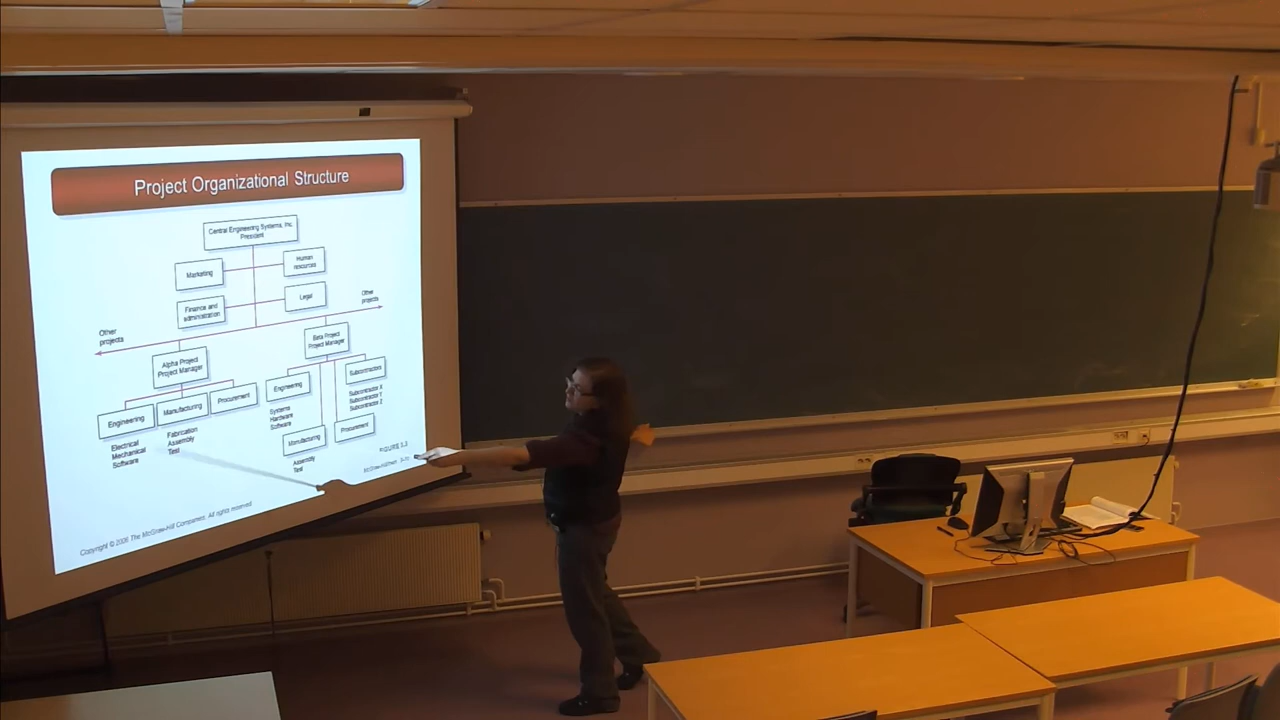 Project Organizational Structure
Central Engineering Systems, Inc.
President
Marketing
Human
resources
Finance and
administration
Legal
Other
projects
Other
projects
Alpha Project
Project Manager
Beta Project
Project Manager
Engineering
Manufacturing
Procurement
Electrical
Mechanical
Software
Fabrication
Assembly
Test
Engineering
Subcontractors
Systems
Hardware
Software
Subcontractor X
Subcontractor Y
Subcontractor Z
Manufacturing
Procurement
Assembly
Test
FIGURE 3.3
Copyright © 2006 The McGraw-Hill Companies. All rights reserved.